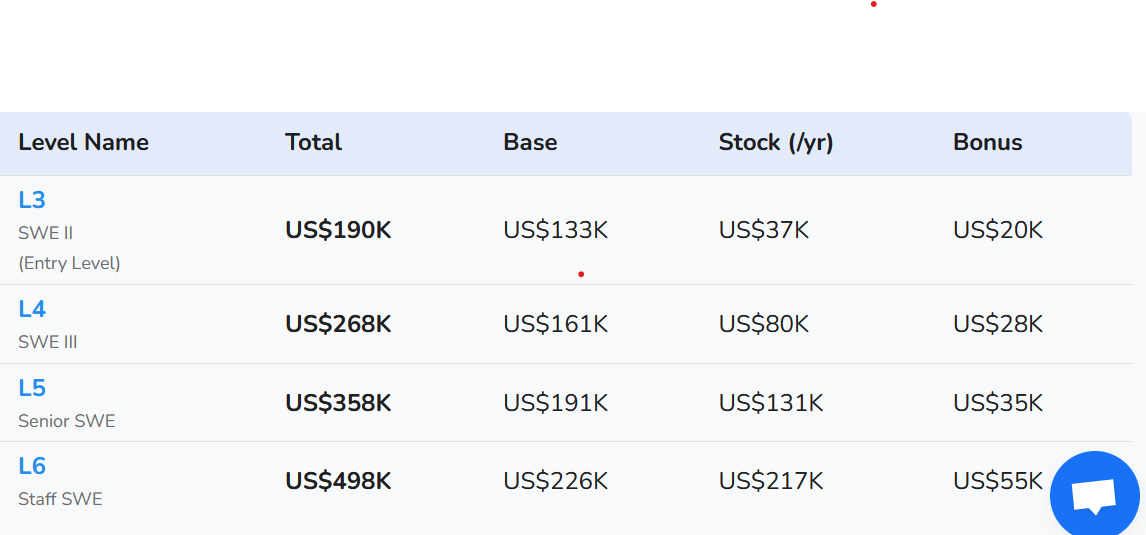 Level Name Total Base Stock (/yr) Bonus
L3
SWE II
(Entry Level)
US$190K US$133K US$37K US$20K
L4
SWE III
US$268K US$161K US$80K US$28K
L5
Senior SWE
US$358K US$191K US$131K US$35K
L6
Staff SWE
US$498K US$226K US$217K US$55K